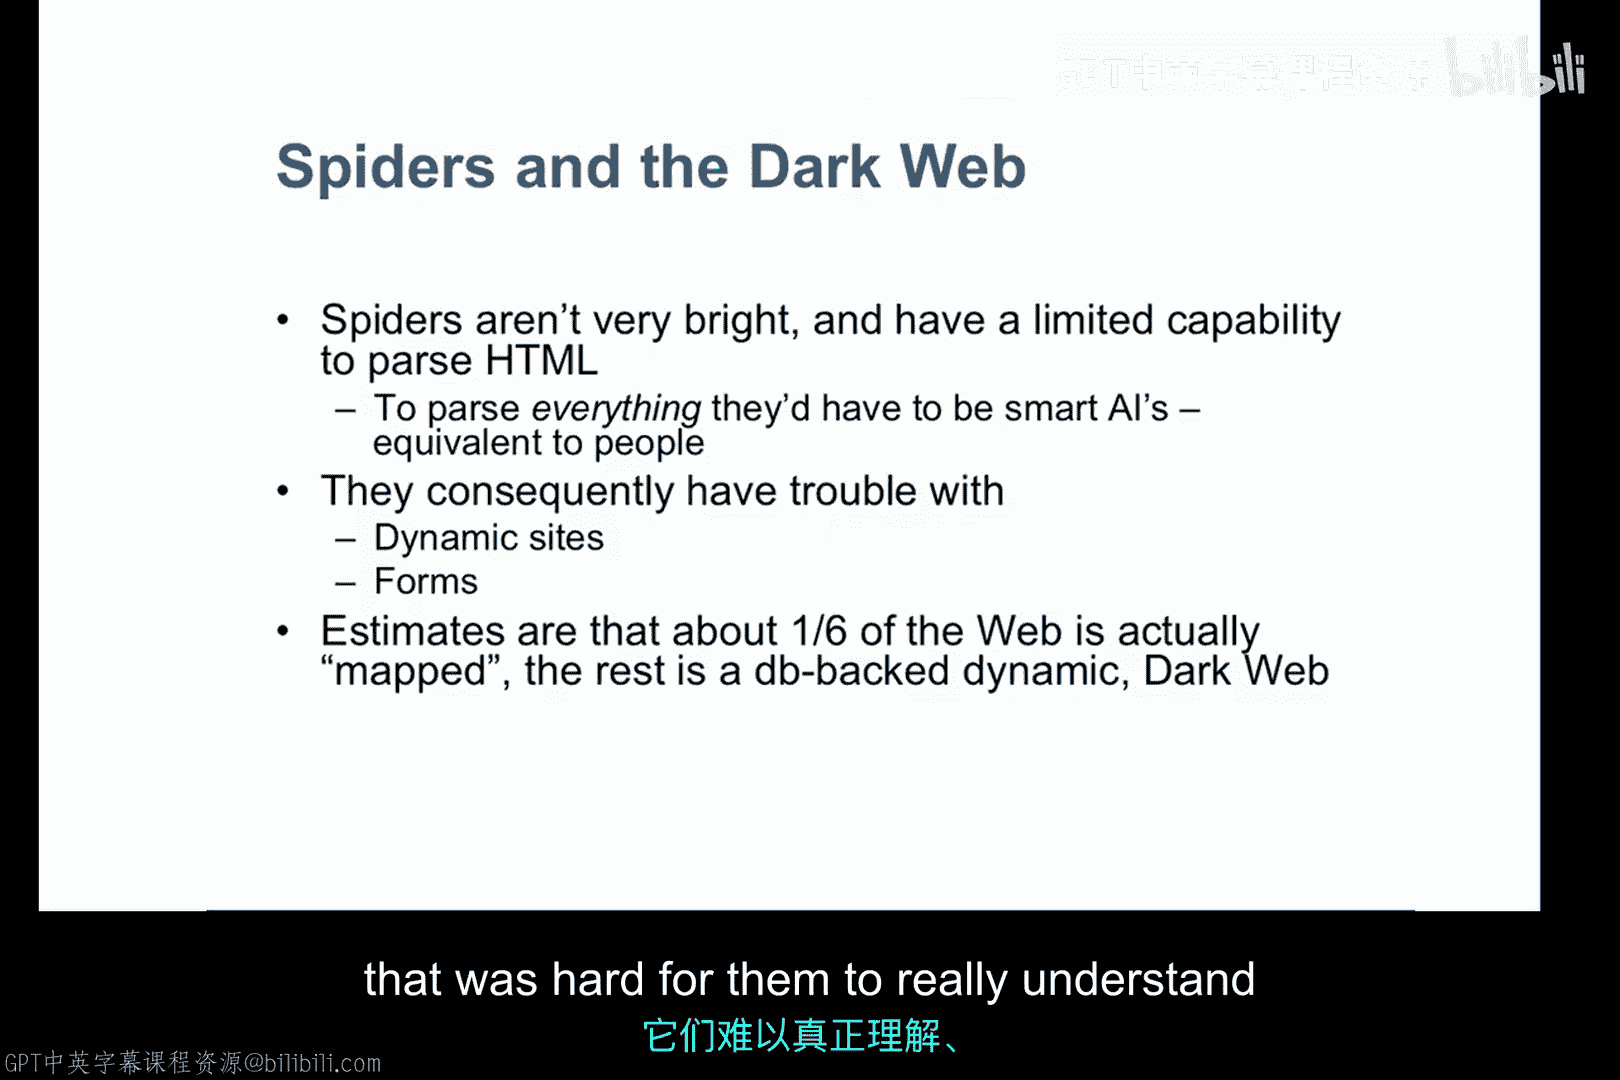 bilibili
Spiders and the Dark Web
• Spiders aren’t very bright, and have a limited capability
to parse HTML
– To parse everything they’d have to be smart AI’s –
equivalent to people
• They consequently have trouble with
– Dynamic sites
– Forms
• Estimates are that about 1/6 of the Web is actually
“mapped”, the rest is a db-backed dynamic, Dark Web
that was hard for them to really understand
它们难以真正理解、
GPT中英字幕课程资源@bilibili.com